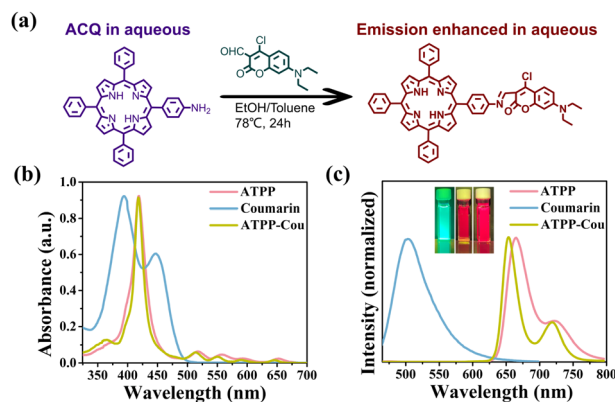 (a)
ACQ in aqueous
Emission enhanced in aqueous
OHC
Cl
O
O
N
EtOH/Toluene
78℃, 24h
NH
N
N
HN
NH2
NH
N
N
HN
N
Cl
O
O
N
(b)
ATPP
Coumarin
ATPP-Cou
Absorbance (a.u.)
1.0
0.8
0.6
0.4
0.2
0.0
350 400 450 500 550 600 650 700
Wavelength (nm)
(c)
ATPP
Coumarin
ATPP-Cou
Intensity (normalized)
500 550 600 650 700 750 800
Wavelength (nm)